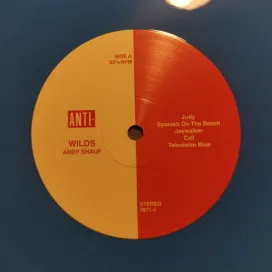 SIDE A
33⅓ RPM
ANTI-
WILDS
ANDY SHAUF
Judy
Spanish On The Beach
Jaywalker
Call
Television Blue
STEREO
7871-1